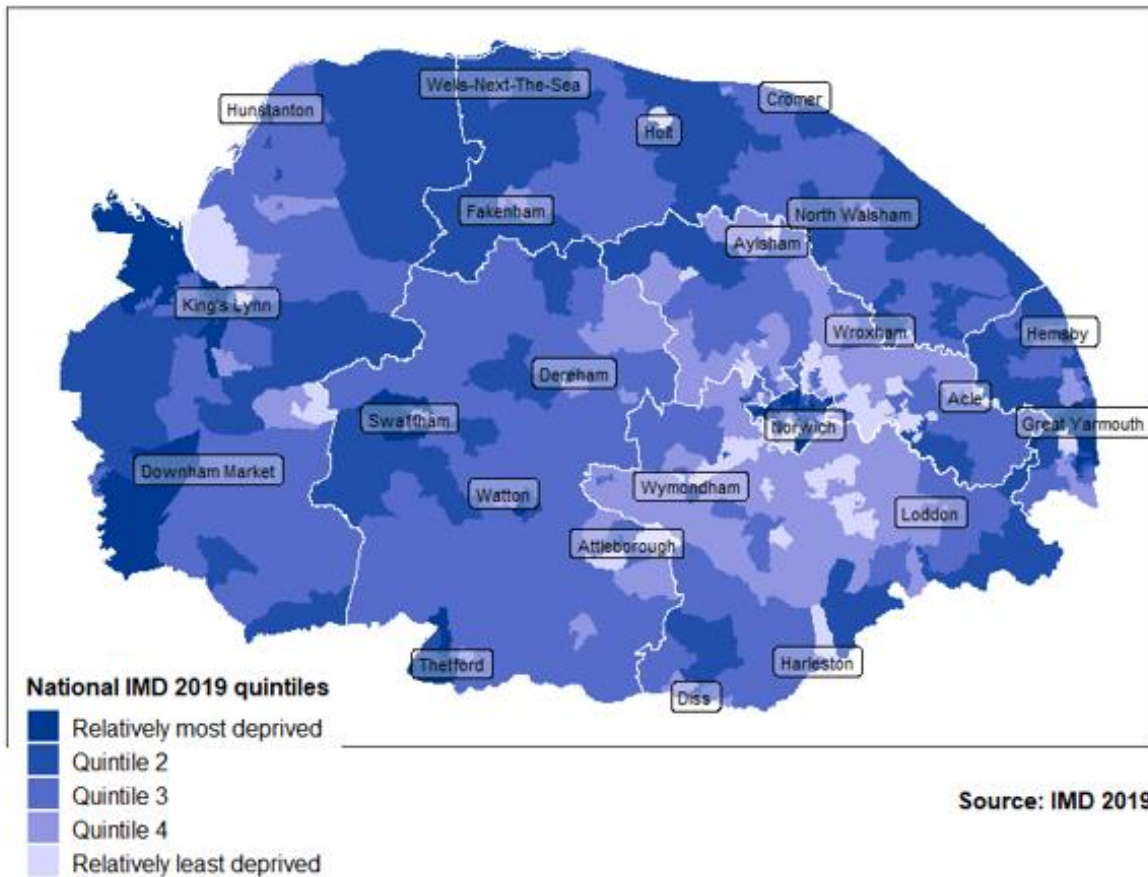 Wells-Next-The-Sea
Hunstanton
Cromer
Holt
Fakenham
North Walsham
Aylsham
King's Lynn
Wroxham
Hemsby
Dereham
Acle
Swaffham
Norwich
Great Yarmouth
Downham Market
Wymondham
Watton
Loddon
Attleborough
Thetford
Harleston
Diss
National IMD 2019 quintiles
Relatively most deprived
Quintile 2
Quintile 3
Quintile 4
Relatively least deprived
Source: IMD 2019